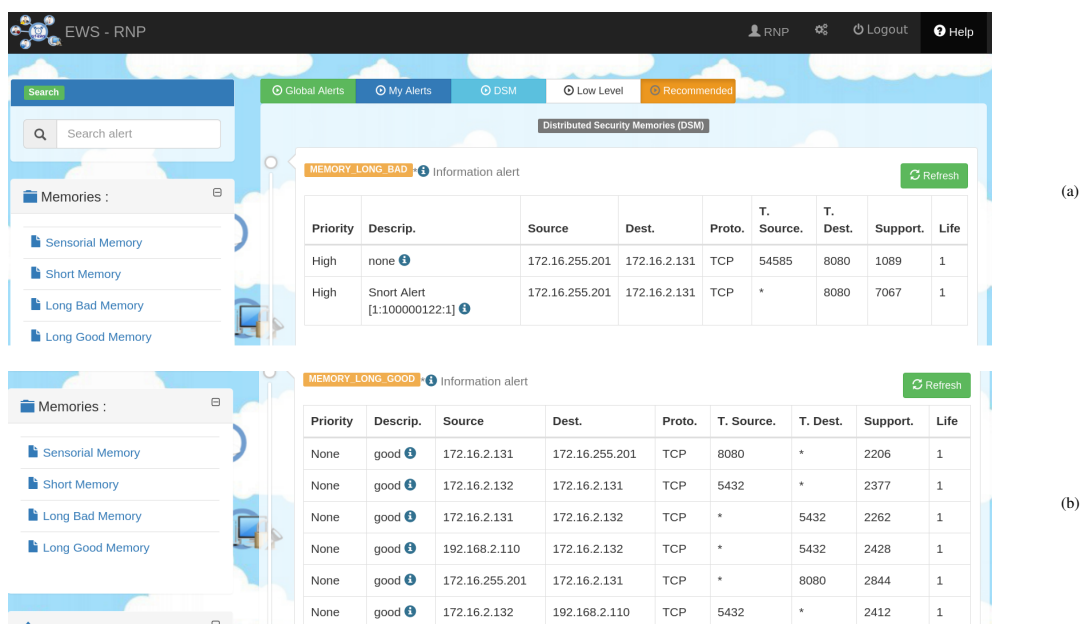 EWS - RNP
RNP
Logout
Help
Search
Search alert
Global Alerts
My Alerts
DSM
Low Level
Recommended
Distributed Security Memories (DSM)
MEMORY_LONG_BAD * Information alert
Refresh
(a)
Memories :
Sensorial Memory
Short Memory
Long Bad Memory
Long Good Memory
Priority Descrip. Source Dest. Proto. T. Source. T. Dest. Support. Life
High none 172.16.255.201 172.16.2.131 TCP 54585 8080 1089 1
High Snort Alert [1:100000122:1] 172.16.255.201 172.16.2.131 TCP * 8080 7067 1
MEMORY_LONG_GOOD * Information alert
Refresh
Memories :
Sensorial Memory
Short Memory
Long Bad Memory
Long Good Memory
Priority Descrip. Source Dest. Proto. T. Source. T. Dest. Support. Life
None good 172.16.2.131 172.16.255.201 TCP 8080 * 2206 1
None good 172.16.2.132 172.16.2.131 TCP 5432 * 2377 1
None good 172.16.2.131 172.16.2.132 TCP * 5432 2262 1
None good 192.168.2.110 172.16.2.132 TCP * 5432 2428 1
None good 172.16.255.201 172.16.2.131 TCP * 8080 2844 1
None good 172.16.2.132 192.168.2.110 TCP 5432 * 2412 1
(b)